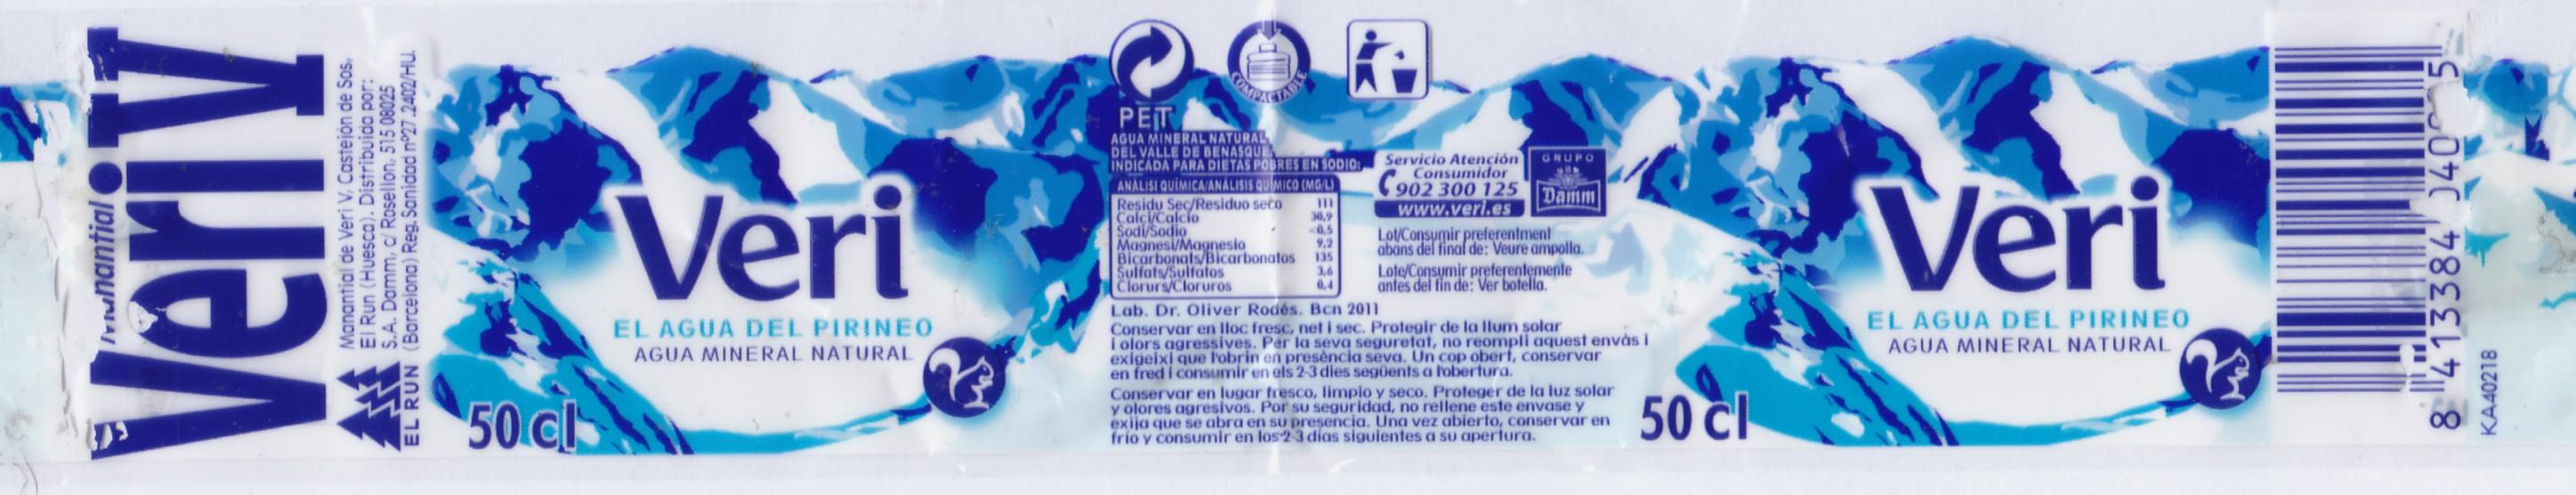 Manantial
Veri V
Manantial de Veri V. Castejón de Sos,
El Run (Huesca). Distribuida por:
S.A. Damm, c/ Rosellon, 515 08025
(Barcelona) Reg. Sanidad nº27.2402/HU.
EL RUN
Veri
EL AGUA DEL PIRINEO
AGUA MINERAL NATURAL
50 cl
PET
COMPACTABLE
AGUA MINERAL NATURAL
DEL VALLE DE BENASQUE.
INDICADA PARA DIETAS POBRES EN SODIO:
ANÀLISI QUÍMICA/ANÁLISIS QUÍMICO (MG/L)
Residu Sec/Residuo seco 111
Calci/Calcio 30,9
Sodi/Sodio <0,5
Magnesi/Magnesio 9,2
Bicarbonats/Bicarbonatos 135
Sulfats/Sulfatos 3,6
Clorurs/Cloruros 0,4
Lab. Dr. Oliver Rodés. Bcn 2011
Servicio Atención
Consumidor
902 300 125
www.veri.es
GRUPO
Damm
Lot/Consumir preferentment
abans del final de: Veure ampolla.
Lote/Consumir preferentemente
antes del fin de: Ver botella.
Conservar en lloc fresc, net i sec. Protegir de la llum solar
i olors agressives. Per la seva seguretat, no reompli aquest envàs i
exigeixi que l'obrin en presència seva. Un cop obert, conservar
en fred i consumir en els 2-3 dies següents a l'obertura.
Conservar en lugar fresco, limpio y seco. Proteger de la luz solar
y olores agresivos. Por su seguridad, no rellene este envase y
exija que se abra en su presencia. Una vez abierto, conservar en
frío y consumir en los 2-3 días siguientes a su apertura.
50 cl
Veri
EL AGUA DEL PIRINEO
AGUA MINERAL NATURAL
8 413384
KA40218